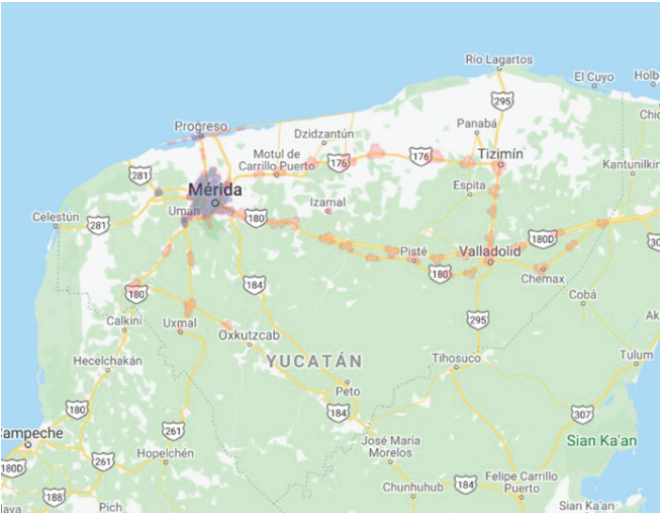 Río Lagartos
El Cuyo
Holb
295
Progreso
Panabá
Chic
Dzidzantún
Motul de
Carrillo Puerto
176
176
Tizimín
Kantunilkín
281
Mérida
Espita
Izamal
Umán
Celestún
281
180
180D
30
Pisté
Valladolid
180
Chemax
184
180
Cobá
Calkiní
Uxmal
Oxkutzcab
295
Ak
Hecelchakán
YUCATÁN
Tihosuco
Tulum
Peto
180
184
307
ampeche
261
José María
Morelos
Sian Ka'an
180D
261
Hopelchén
188
Pich
Chunhuhub
184
Felipe Carrillo
Puerto
Sian Ka'an